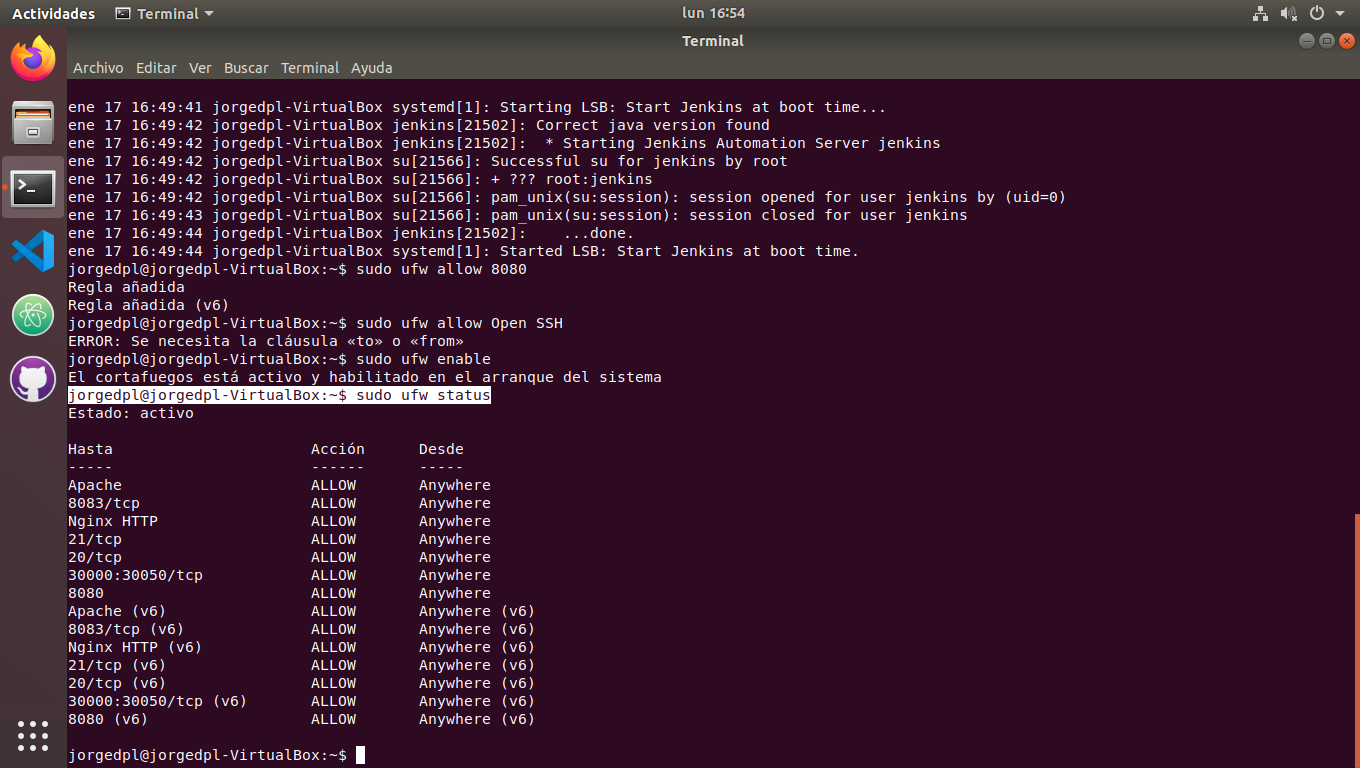 Actividades Terminal lun 16:54
Terminal
Archivo Editar Ver Buscar Terminal Ayuda
ene 17 16:49:41 jorgedpl-VirtualBox systemd[1]: Starting LSB: Start Jenkins at boot time...
ene 17 16:49:42 jorgedpl-VirtualBox jenkins[21502]: Correct java version found
ene 17 16:49:42 jorgedpl-VirtualBox jenkins[21502]:  * Starting Jenkins Automation Server jenkins
ene 17 16:49:42 jorgedpl-VirtualBox su[21566]: Successful su for jenkins by root
ene 17 16:49:42 jorgedpl-VirtualBox su[21566]: + ??? root:jenkins
ene 17 16:49:42 jorgedpl-VirtualBox su[21566]: pam_unix(su:session): session opened for user jenkins by (uid=0)
ene 17 16:49:43 jorgedpl-VirtualBox su[21566]: pam_unix(su:session): session closed for user jenkins
ene 17 16:49:44 jorgedpl-VirtualBox jenkins[21502]:    ...done.
ene 17 16:49:44 jorgedpl-VirtualBox systemd[1]: Started LSB: Start Jenkins at boot time.
jorgedpl@jorgedpl-VirtualBox:~$ sudo ufw allow 8080
Regla añadida
Regla añadida (v6)
jorgedpl@jorgedpl-VirtualBox:~$ sudo ufw allow Open SSH
ERROR: Se necesita la cláusula «to» o «from»
jorgedpl@jorgedpl-VirtualBox:~$ sudo ufw enable
El cortafuegos está activo y habilitado en el arranque del sistema
jorgedpl@jorgedpl-VirtualBox:~$ sudo ufw status
Estado: activo
Hasta                      Acción      Desde
-----                      ------      -----
Apache                     ALLOW       Anywhere
8083/tcp                   ALLOW       Anywhere
Nginx HTTP                 ALLOW       Anywhere
21/tcp                     ALLOW       Anywhere
20/tcp                     ALLOW       Anywhere
30000:30050/tcp            ALLOW       Anywhere
8080                       ALLOW       Anywhere
Apache (v6)                ALLOW       Anywhere (v6)
8083/tcp (v6)              ALLOW       Anywhere (v6)
Nginx HTTP (v6)            ALLOW       Anywhere (v6)
21/tcp (v6)                ALLOW       Anywhere (v6)
20/tcp (v6)                ALLOW       Anywhere (v6)
30000:30050/tcp (v6)       ALLOW       Anywhere (v6)
8080 (v6)                  ALLOW       Anywhere (v6)
jorgedpl@jorgedpl-VirtualBox:~$